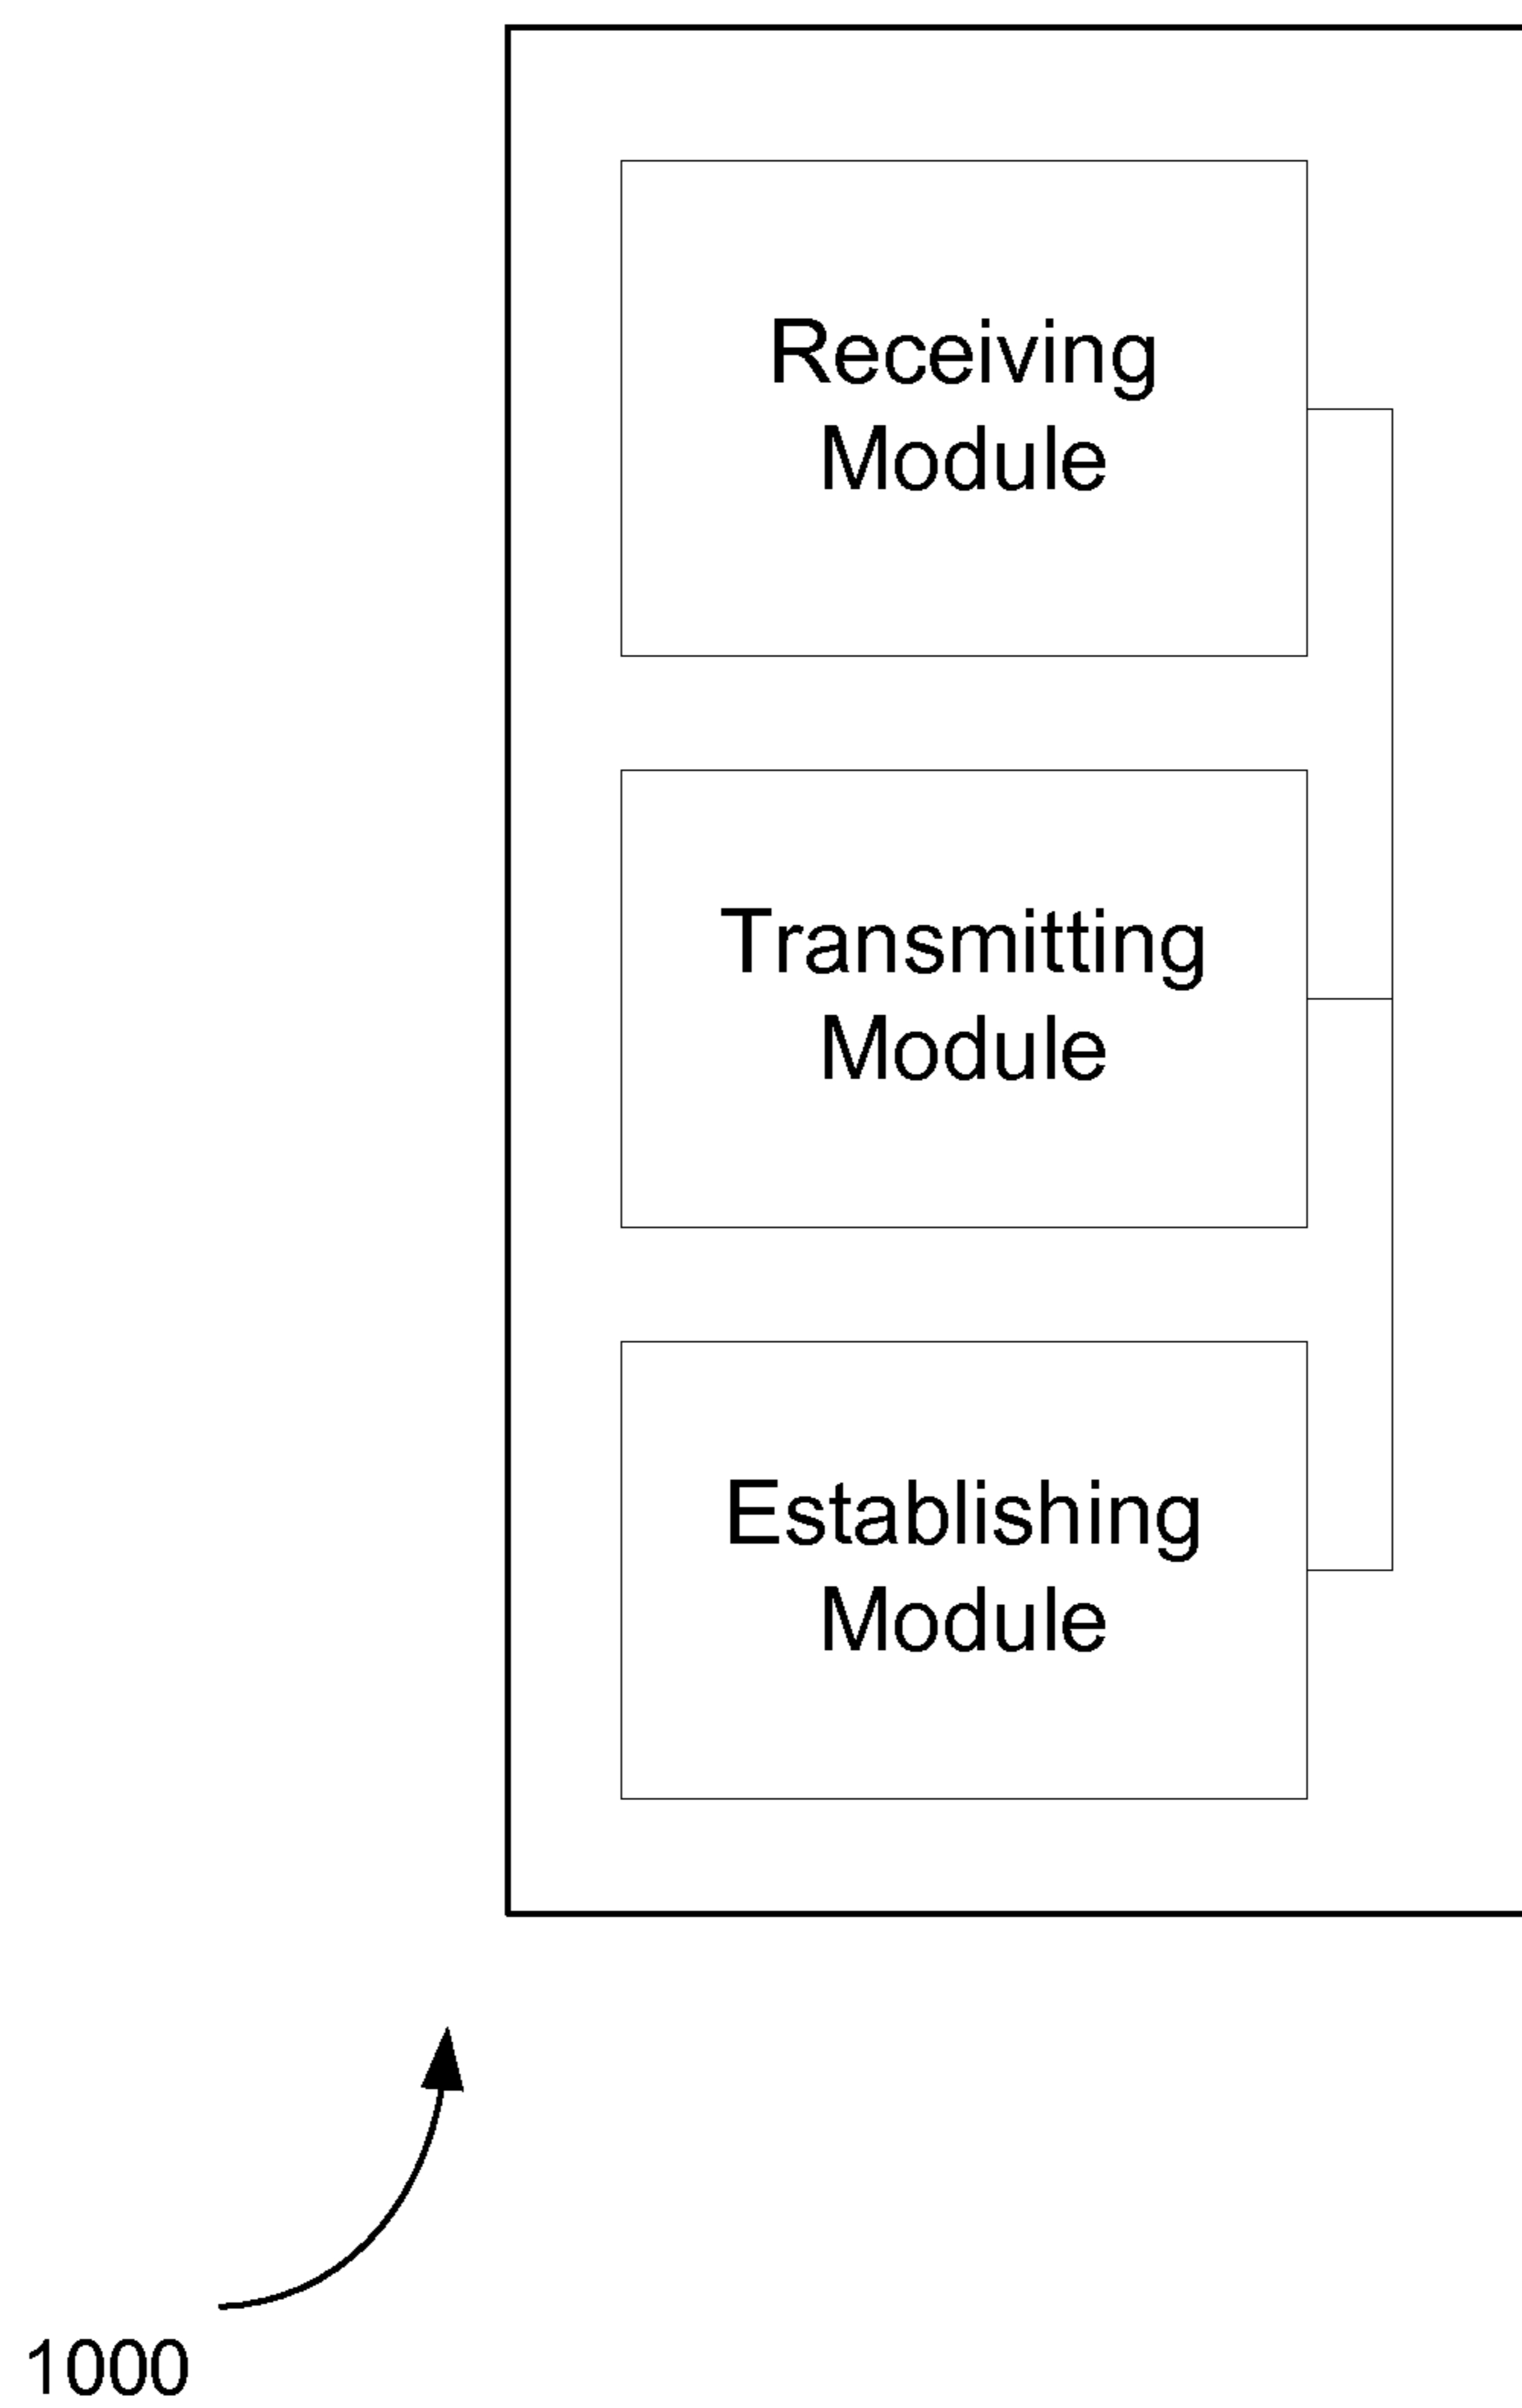 Receiving
Module
Transmitting
Module
Establishing
Module
1000